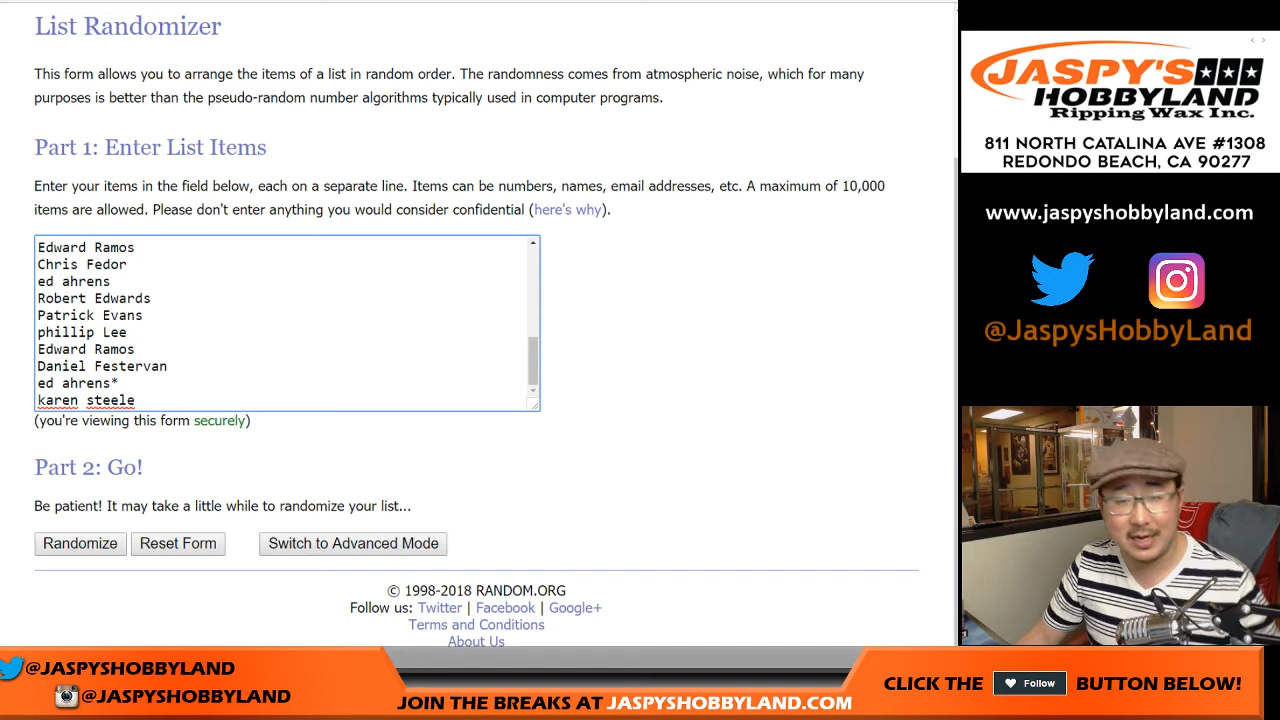 List Randomizer
This form allows you to arrange the items of a list in random order. The randomness comes from atmospheric noise, which for many
purposes is better than the pseudo-random number algorithms typically used in computer programs.
Part 1: Enter List Items
Enter your items in the field below, each on a separate line. Items can be numbers, names, email addresses, etc. A maximum of 10,000
items are allowed. Please don't enter anything you would consider confidential (here's why).
Edward Ramos
Chris Fedor
ed ahrens
Robert Edwards
Patrick Evans
phillip Lee
Edward Ramos
Daniel Festervan
ed ahrens*
karen steele
(you're viewing this form securely)
Part 2: Go!
Be patient! It may take a little while to randomize your list...
Randomize Reset Form Switch to Advanced Mode
© 1998-2018 RANDOM.ORG
Follow us: Twitter | Facebook | Google+
Terms and Conditions
About Us
JASPY'S
HOBBYLAND
Ripping Wax Inc.
811 NORTH CATALINA AVE #1308
REDONDO BEACH, CA 90277
www.jaspyshobbyland.com
@JaspysHobbyLand
@JASPYSHOBBYLAND
@JASPYSHOBBYLAND
JOIN THE BREAKS AT JASPYSHOBBYLAND.COM
CLICK THE Follow BUTTON BELOW!